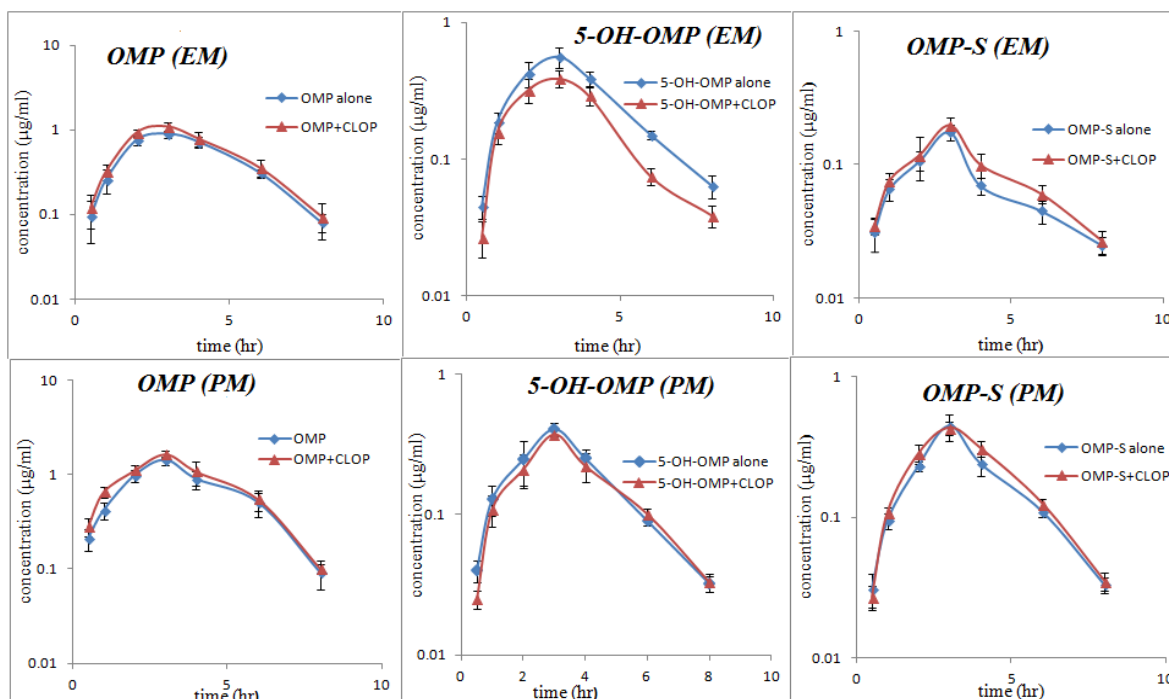 OMP (EM)
10
1
0.1
0.01
concentration (µg/ml)
OMP alone
OMP+CLOP
0
5
10
time (hr)
5-OH-OMP (EM)
1
0.1
0.01
concentration (µg/ml)
5-OH-OMP alone
5-OH-OMP+CLOP
0
5
10
time (hr)
OMP-S (EM)
1
0.1
0.01
concentration (µg/ml)
OMP-S alone
OMP-S+CLOP
0
5
10
time (hr)
OMP (PM)
10
1
0.1
0.01
concentration (µg/ml)
OMP
OMP+CLOP
0
5
10
time (hr)
5-OH-OMP (PM)
1
0.1
0.01
concentration (µg/ml)
5-OH-OMP alone
5-OH-OMP+CLOP
0
2
4
6
8
10
time (hr)
OMP-S (PM)
1
0.1
0.01
concentration (µg/ml)
OMP-S alone
OMP-S+CLOP
0
5
10
time (hr)